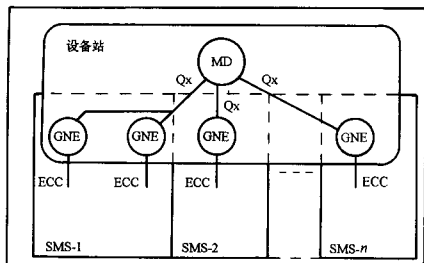 设备站
MD
Qx
Qx
Qx
GNE
GNE
GNE
GNE
ECC
ECC
ECC
ECC
SMS-1
SMS-2
SMS-n